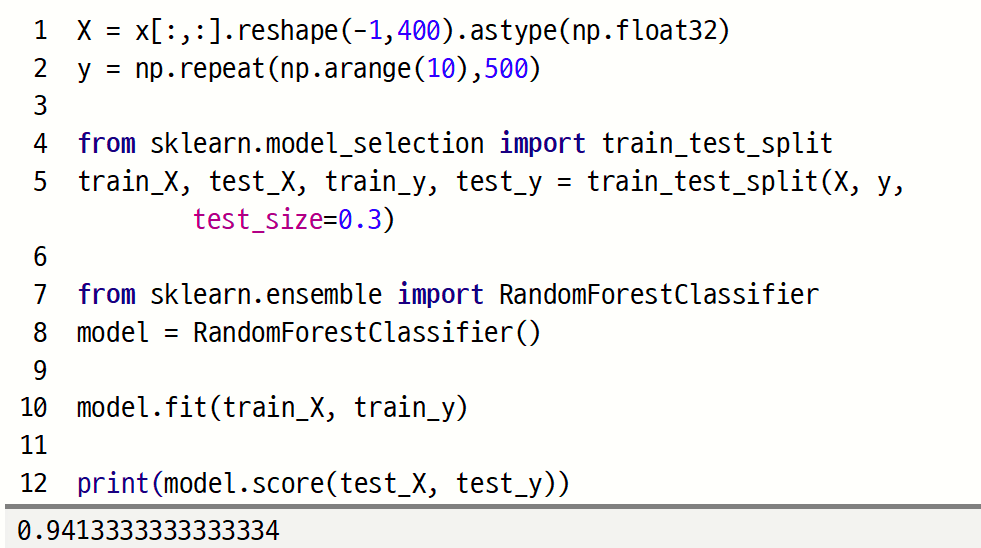 1 X = x[:,:].reshape(-1,400).astype(np.float32)
2 y = np.repeat(np.arange(10),500)
3
4 from sklearn.model_selection import train_test_split
5 train_X, test_X, train_y, test_y = train_test_split(X, y,
test_size=0.3)
6
7 from sklearn.ensemble import RandomForestClassifier
8 model = RandomForestClassifier()
9
10 model.fit(train_X, train_y)
11
12 print(model.score(test_X, test_y))
0.9413333333333334